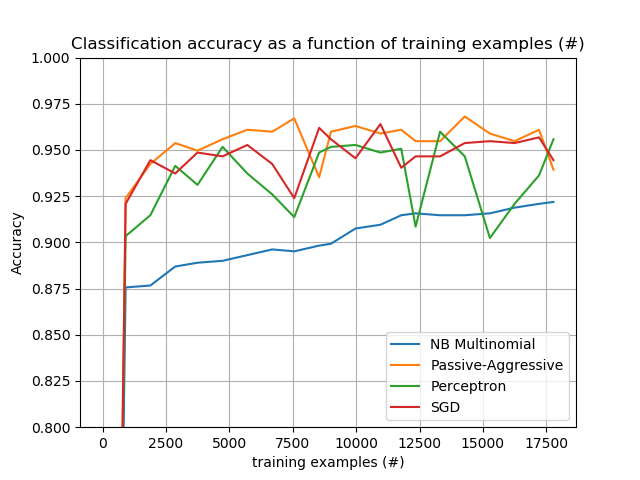 Classification accuracy as a function of training examples (#)
1.000
0.975
0.950
0.925
0.900
0.875
0.850
0.825
0.800
Accuracy
NB Multinomial
Passive-Aggressive
Perceptron
SGD
0 2500 5000 7500 10000 12500 15000 17500
training examples (#)